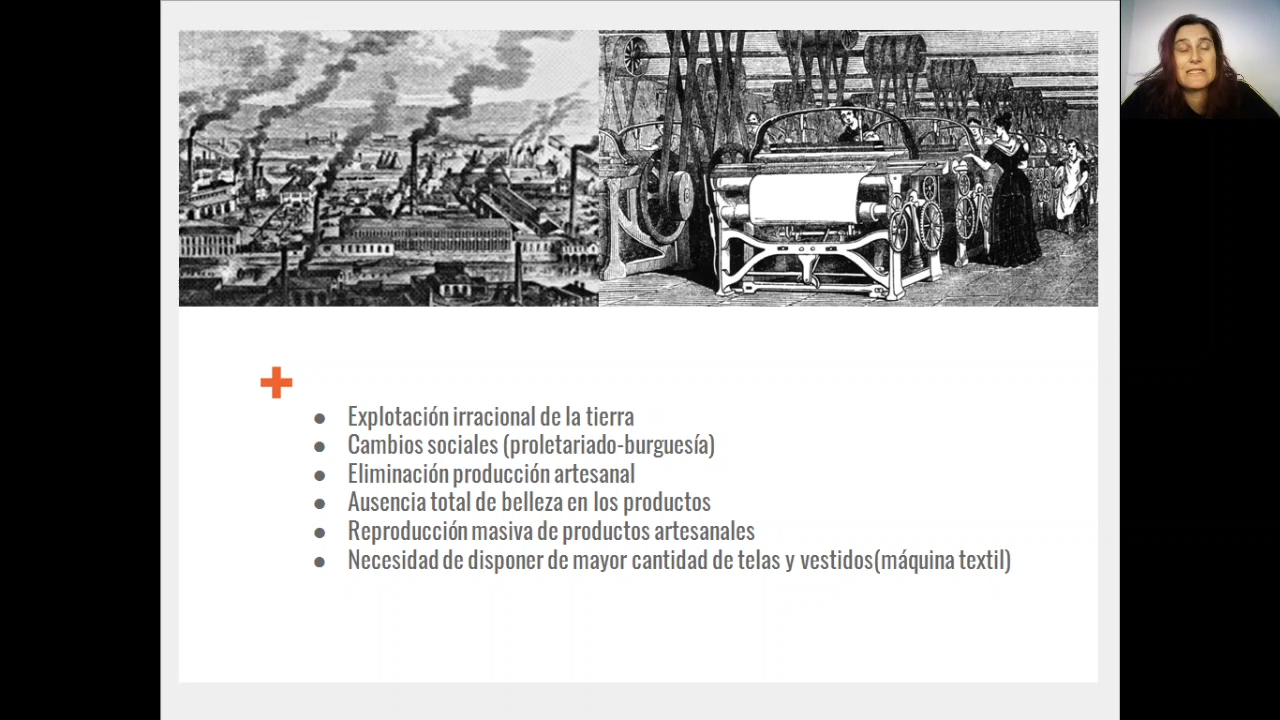 Explotación irracional de la tierra
Cambios sociales (proletariado-burguesía)
Eliminación producción artesanal
Ausencia total de belleza en los productos
Reproducción masiva de productos artesanales
Necesidad de disponer de mayor cantidad de telas y vestidos(máquina textil)